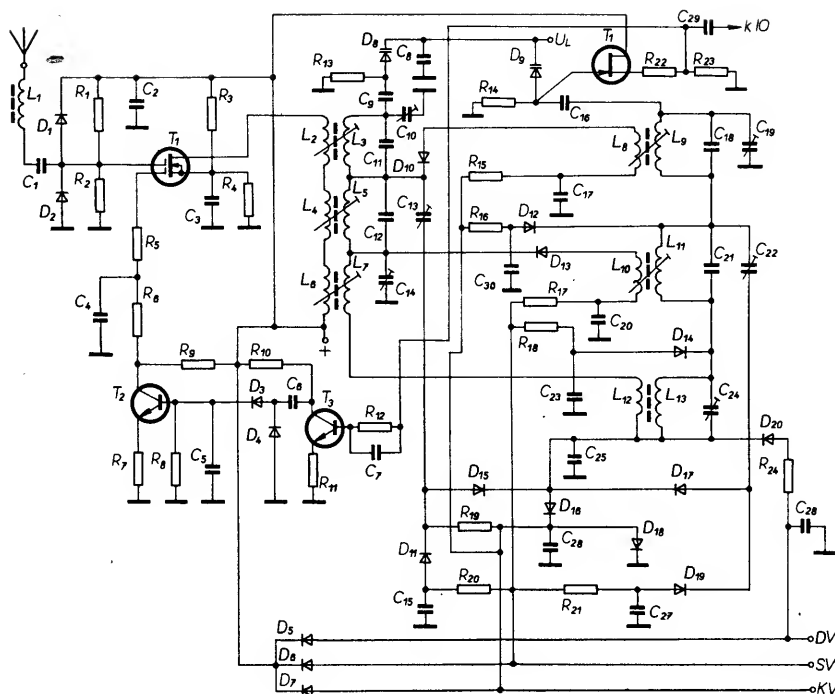 C29
T1
kIO
D8
C8
UL
D9
R22
R23
R13
R14
L1
R1
C2
R3
C9
C16
D1
T1
C10
L2
L3
C11
D10
L8
L9
C18
C19
C1
R2
R4
R15
D2
C3
L5
C13
C17
L4
C12
R16
D12
R5
L7
L11
C22
D13
C21
L6
C14
C30
L10
R17
C4
R6
C20
D14
R18
+
R9
R10
L12
L13
C24
T2
D3
C6
T3
C23
R12
D20
D4
C25
R7
R8
C5
R11
C7
D15
D17
R24
D16
R19
C28
C28
D18
D11
R20
D19
C15
R21
C27
D5
DV
D6
SV
D7
KV